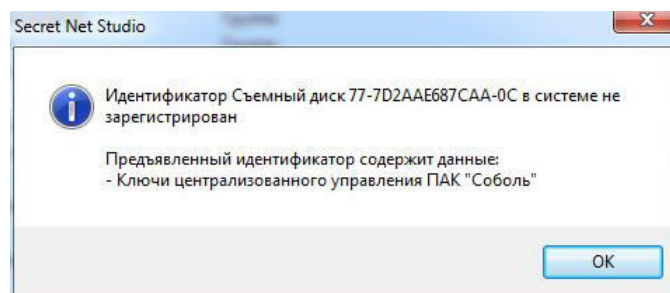 Secret Net Studio
Идентификатор Съемный диск 77-7D2AAE687CAA-0C в системе не
зарегистрирован
Предъявленный идентификатор содержит данные:
- Ключи централизованного управления ПАК "Соболь"
OK